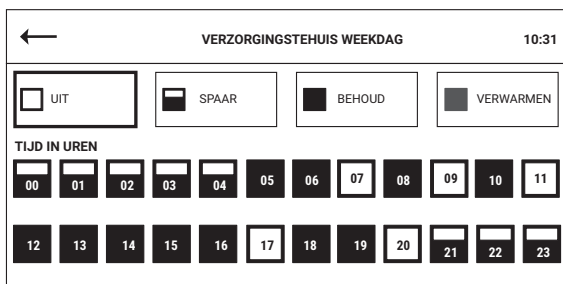 VERZORGINGSTEHUIS WEEKDAG 10:31
UIT SPAAR BEHOUD VERWARMEN
TIJD IN UREN
00 01 02 03 04 05 06 07 08 09 10 11
12 13 14 15 16 17 18 19 20 21 22 23